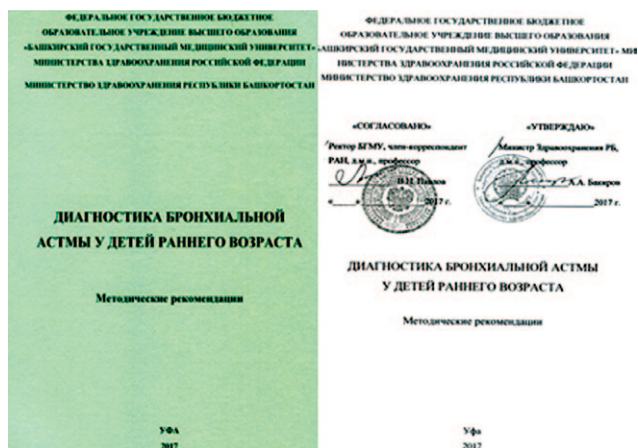 ФЕДЕРАЛЬНОЕ ГОСУДАРСТВЕННОЕ БЮДЖЕТНОЕ
ОБРАЗОВАТЕЛЬНОЕ УЧРЕЖДЕНИЕ ВЫСШЕГО ОБРАЗОВАНИЯ
«БАШКИРСКИЙ ГОСУДАРСТВЕННЫЙ МЕДИЦИНСКИЙ УНИВЕРСИТЕТ»
МИНИСТЕРСТВА ЗДРАВООХРАНЕНИЯ РОССИЙСКОЙ ФЕДЕРАЦИИ
МИНИСТЕРСТВО ЗДРАВООХРАНЕНИЯ РЕСПУБЛИКИ БАШКОРТОСТАН
ДИАГНОСТИКА БРОНХИАЛЬНОЙ
АСТМЫ У ДЕТЕЙ РАННЕГО ВОЗРАСТА
Методические рекомендации
УФА
2017
ФЕДЕРАЛЬНОЕ ГОСУДАРСТВЕННОЕ БЮДЖЕТНОЕ
ОБРАЗОВАТЕЛЬНОЕ УЧРЕЖДЕНИЕ ВЫСШЕГО ОБРАЗОВАНИЯ
АШКИРСКИЙ ГОСУДАРСТВЕННЫЙ МЕДИЦИНСКИЙ УНИВЕРСИТЕТ» МИ
НИСТЕРСТВА ЗДРАВООХРАНЕНИЯ РОССИЙСКОЙ ФЕДЕРАЦИИ
МИНИСТЕРСТВО ЗДРАВООХРАНЕНИЯ РЕСПУБЛИКИ БАШКОРТОСТАН
«СОГЛАСОВАНО»
Ректор БГМУ, член-корреспондент
РАН, д.м.н., профессор
В.Н. Павлов
2017 г.
«УТВЕРЖДАЮ»
Министр Здравоохранения РБ,
д.м.н., профессор
А.А. Бакиров
2017 г.
ДИАГНОСТИКА БРОНХИАЛЬНОЙ АСТМЫ
У ДЕТЕЙ РАННЕГО ВОЗРАСТА
Методические рекомендации
Уфа
2017